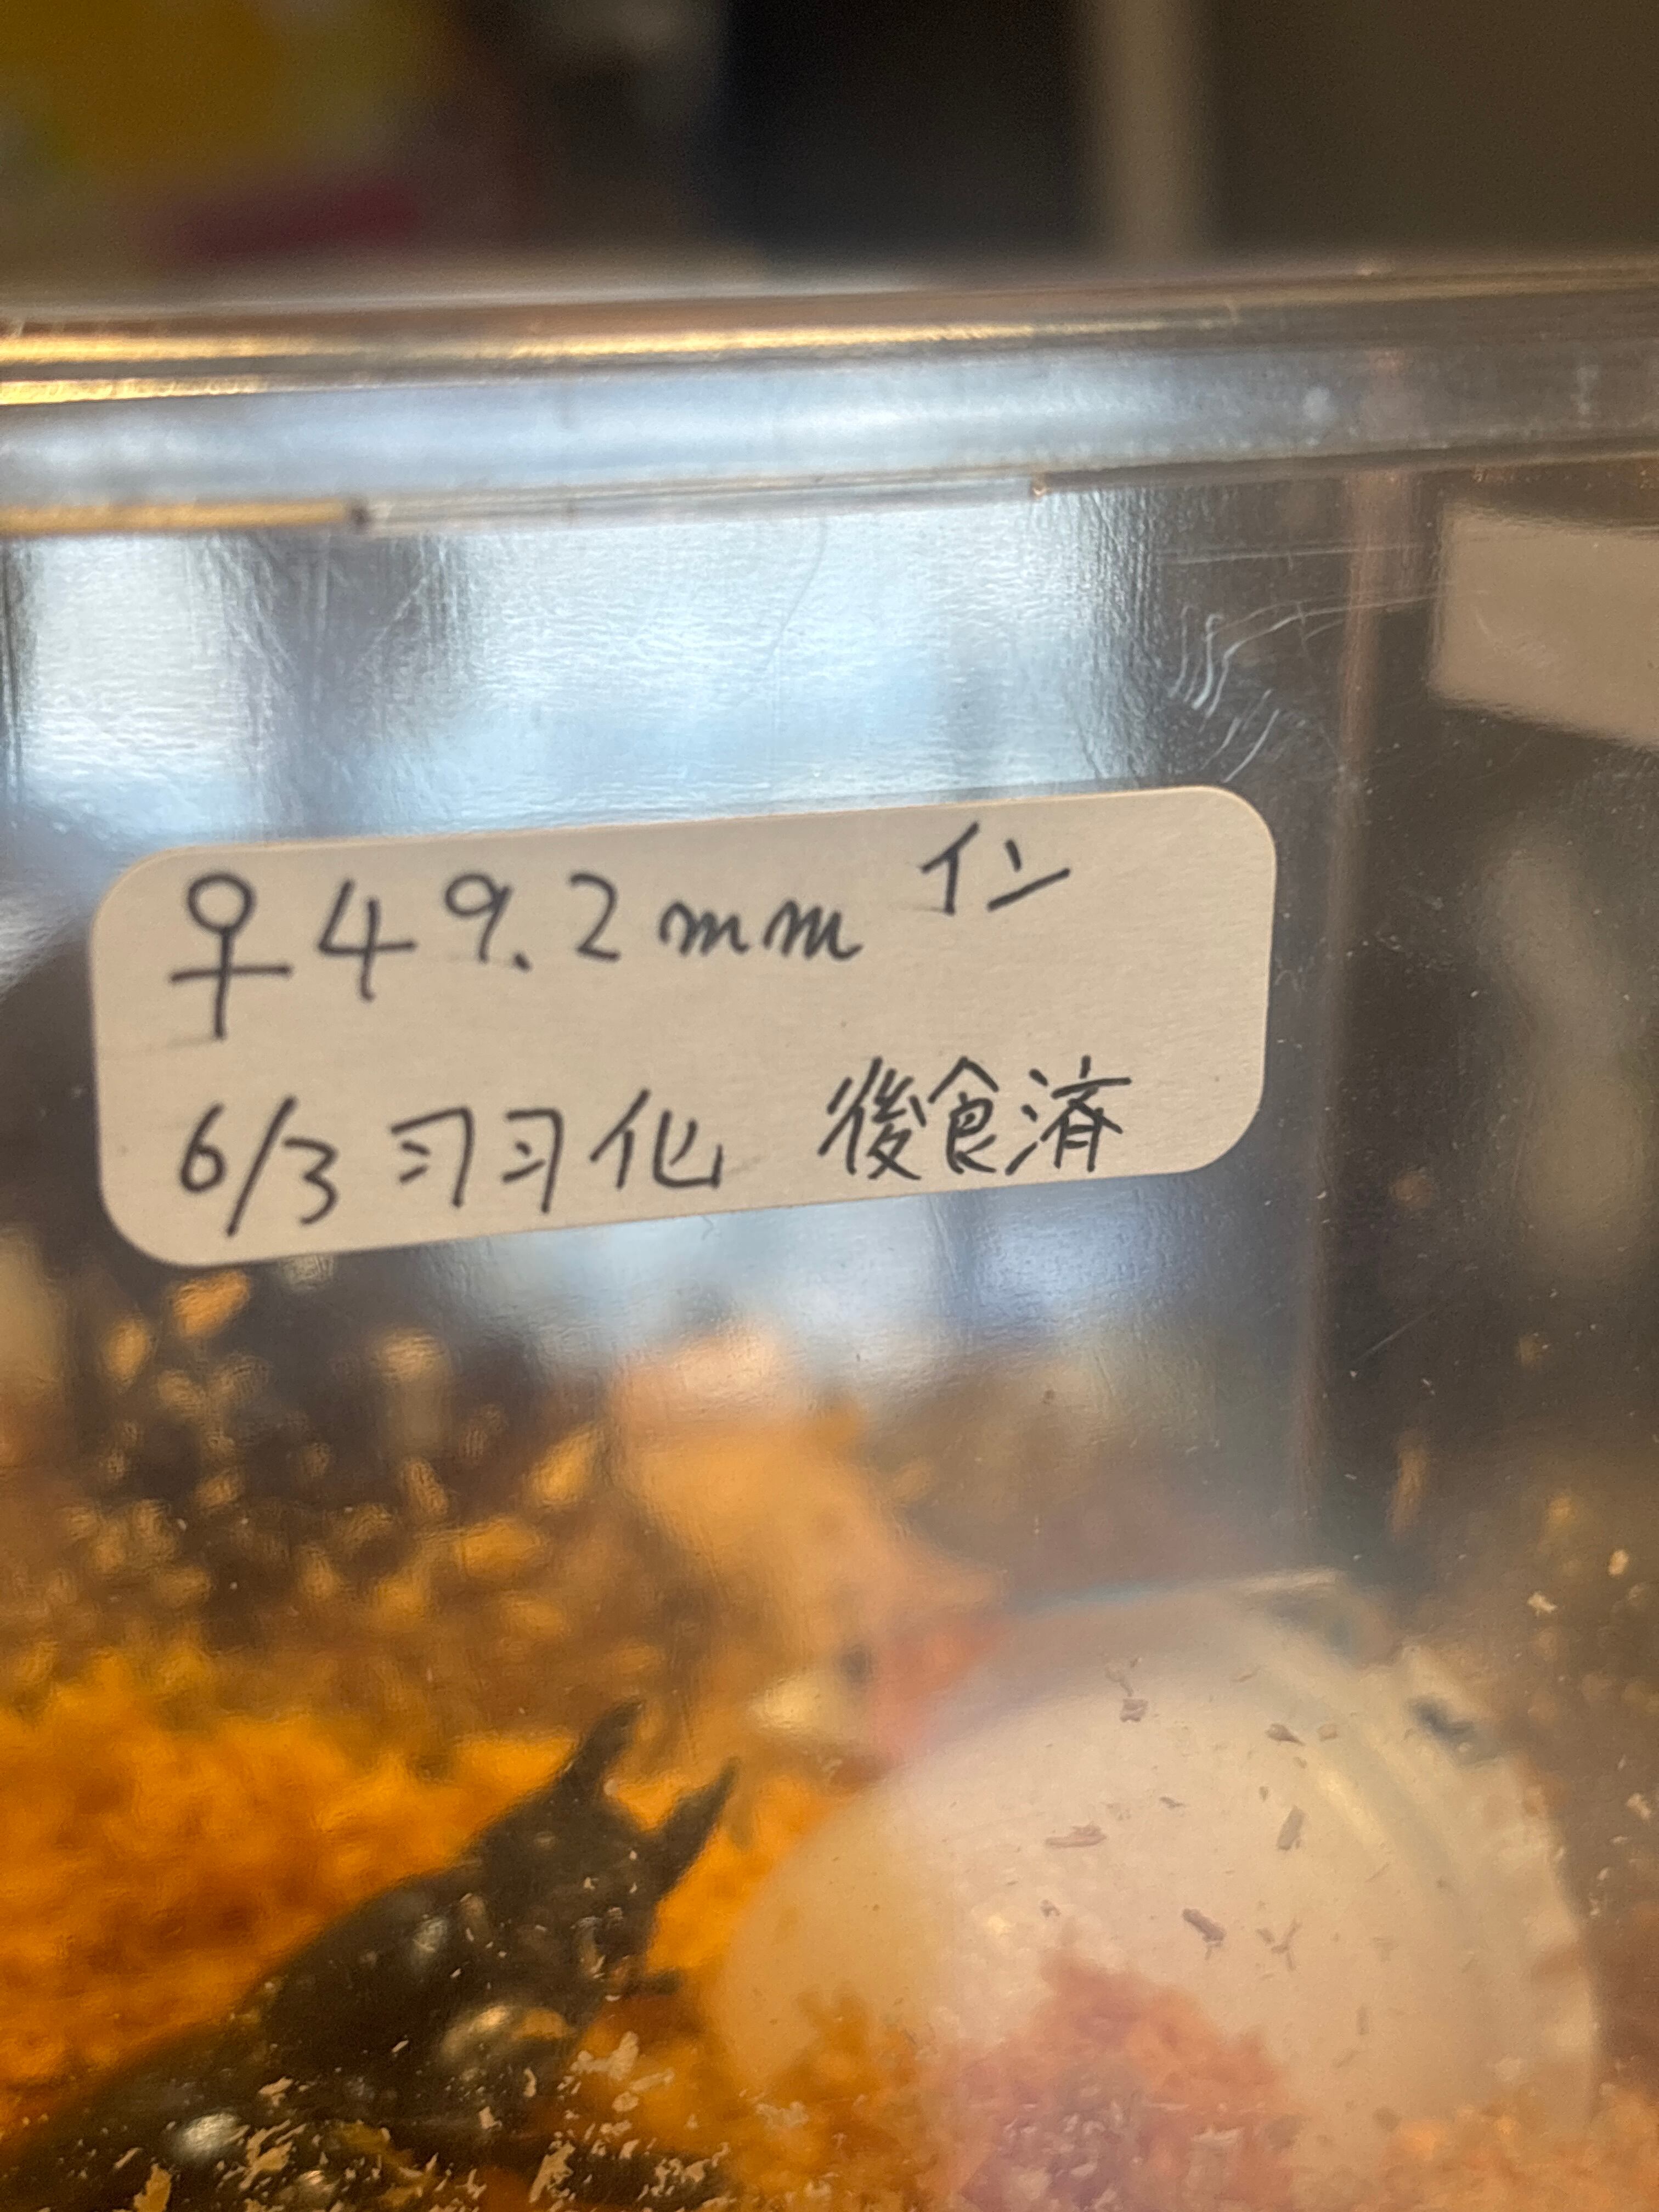 ♀49.2mm イン
6/3 羽化 後食済